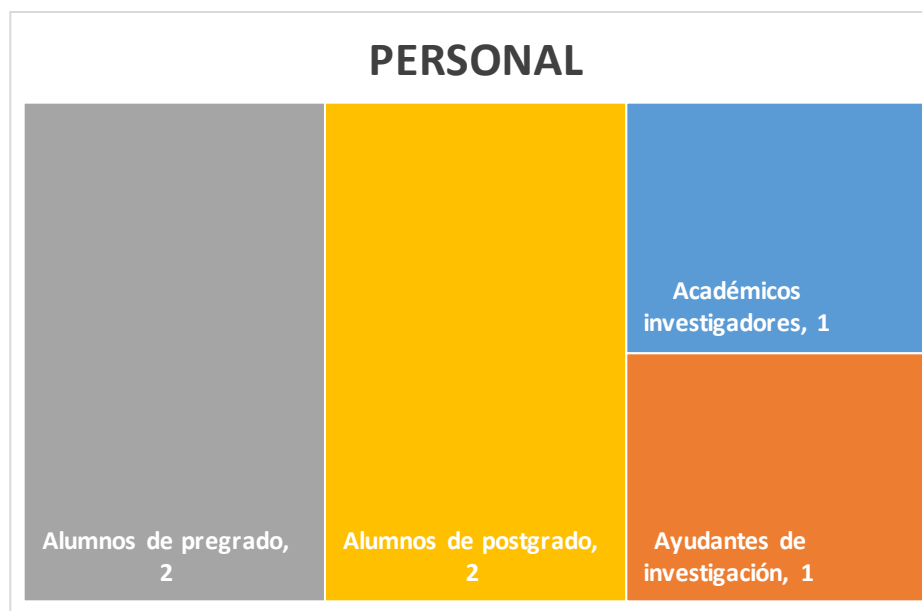 PERSONAL
Alumnos de pregrado,
2
Alumnos de postgrado,
2
Académicos
investigadores, 1
Ayudantes de
investigación, 1